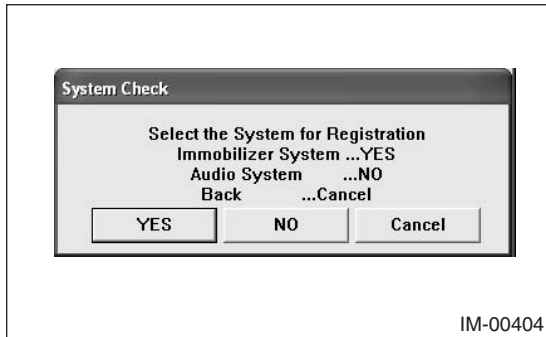 System Check
Select the System for Registration
Immobilizer System ...YES
Audio System ...NO
Back ...Cancel
YES NO Cancel
IM-00404